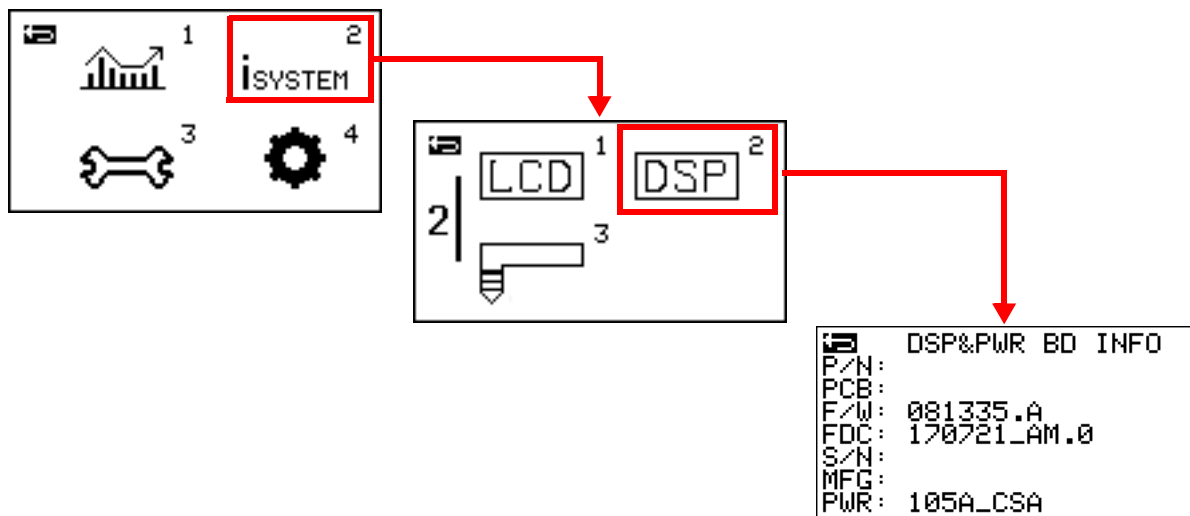 1
2
iSYSTEM
3
4
1
2
LCD
DSP
2
3
DSP&PWR BD INFO
P/N:
PCB:
F/W: 081335.A
FDC: 170721_AM.0
S/N:
MFG:
PWR: 105A_CSA